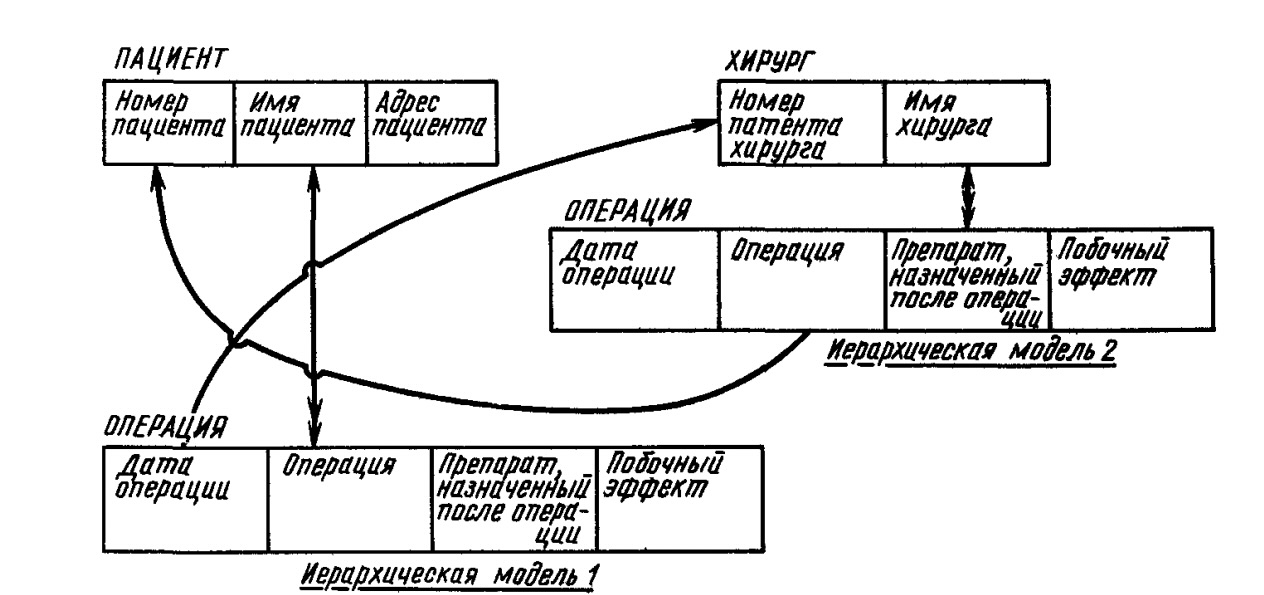 ПАЦИЕНТ
Номер
пациента
Имя
пациента
Адрес
пациента
ХИРУРГ
Номер
патента
хирурга
Имя
хирурга
ОПЕРАЦИЯ
Дата
операции
Операция
Препарат,
назначенный
после опера-
ции
Побочный
эффект
Иерархическая модель 2
ОПЕРАЦИЯ
Дата
операции
Операция
Препарат,
назначенный
после опера-
ции
Побочный
эффект
Иерархическая модель 1